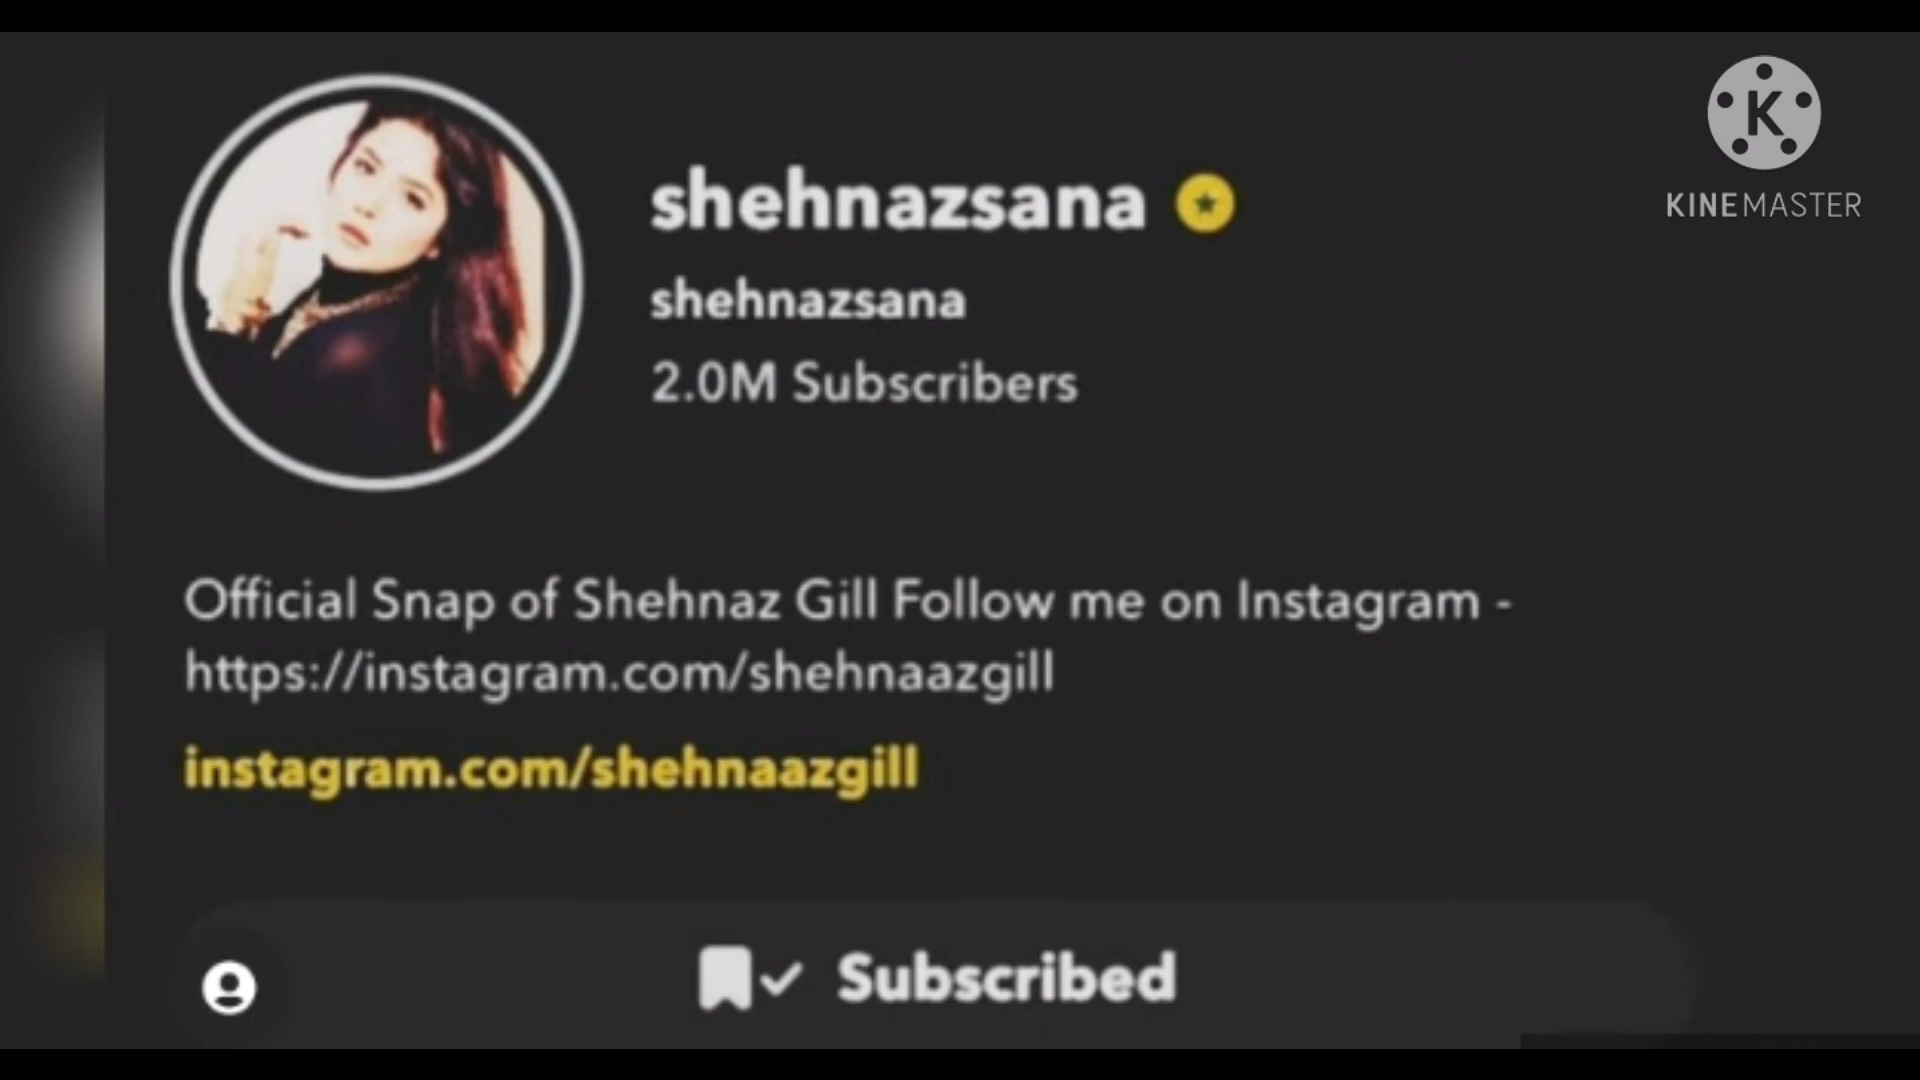 K
KINEMASTER
shehnazsana
shehnazsana
2.0M Subscribers
Official Snap of Shehnaz Gill Follow me on Instagram -
https://instagram.com/shehnaazgill
instagram.com/shehnaazgill
Subscribed